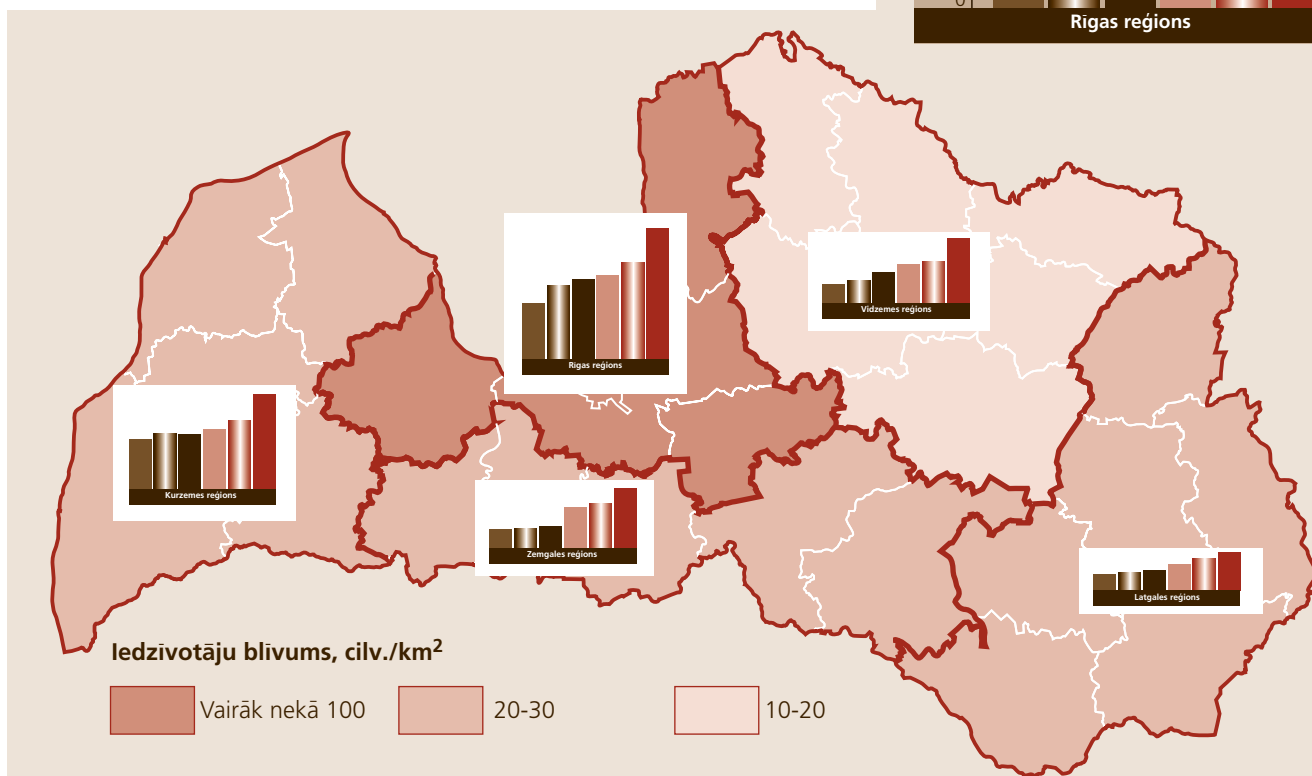 0
Rīgas reģions
Rīgas reģions
Vidzemes reģions
Kurzemes reģions
Zemgales reģions
Latgales reģions
Iedzīvotāju blīvums, cilv./km²
Vairāk nekā 100
20-30
10-20